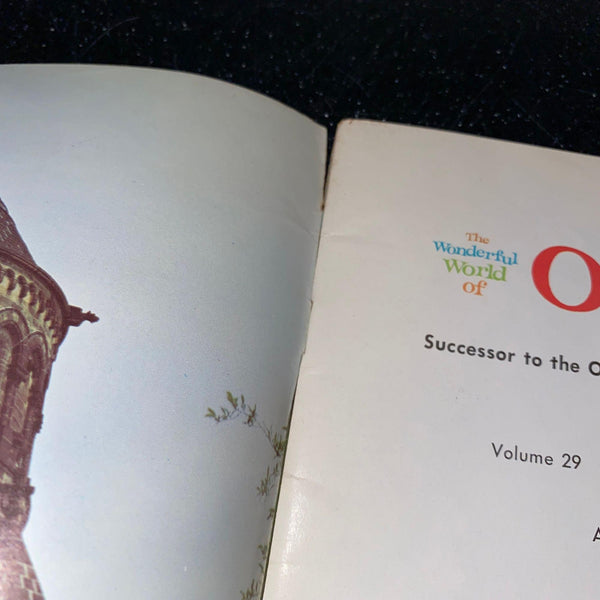 The
Wonderful
World
of
O
Successor to the O
Volume 29
A